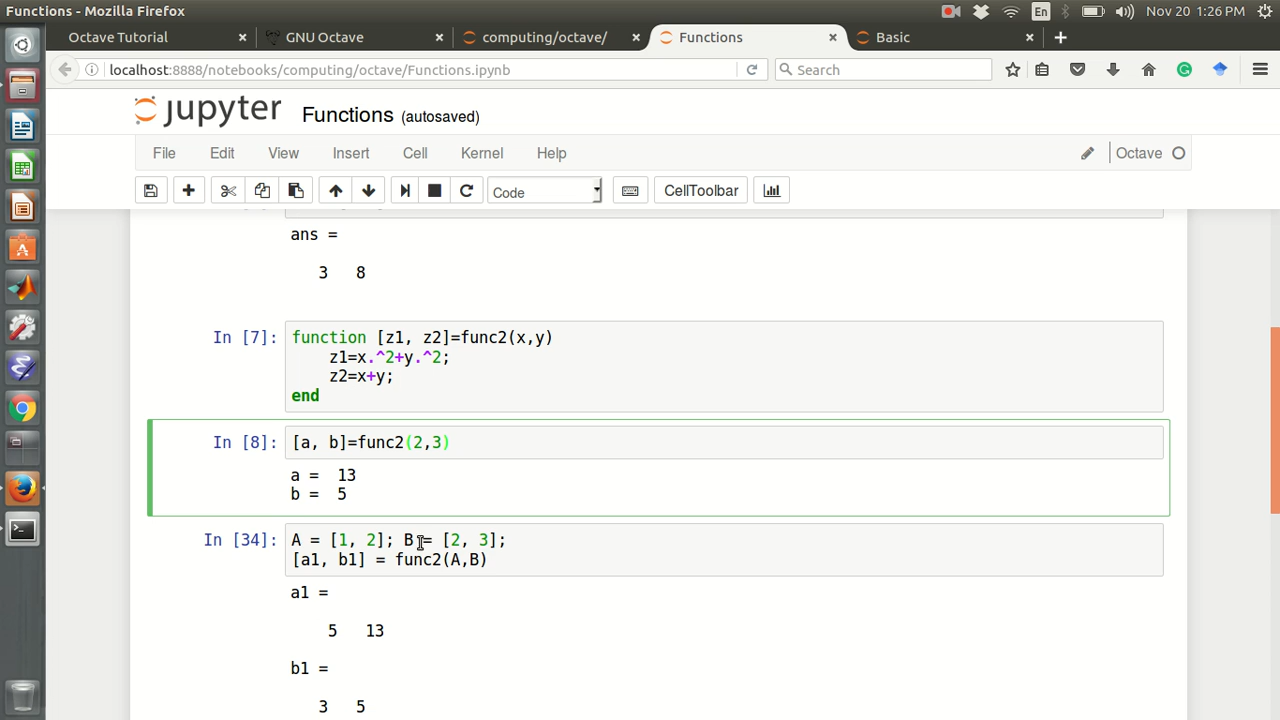 Functions - Mozilla Firefox
En
Nov 20 1:26 PM
Octave Tutorial × GNU Octave × computing/octave/ × Functions × Basic ×
localhost:8888/notebooks/computing/octave/Functions.ipynb
Search
jupyter Functions (autosaved)
File Edit View Insert Cell Kernel Help
Octave
Code
CellToolbar
ans =
3 8
In [7]:
function [z1, z2]=func2(x,y)
z1=x.^2+y.^2;
z2=x+y;
end
In [8]:
[a, b]=func2(2,3)
a = 13
b = 5
In [34]:
A = [1, 2]; B = [2, 3];
[a1, b1] = func2(A,B)
a1 =
5 13
b1 =
3 5